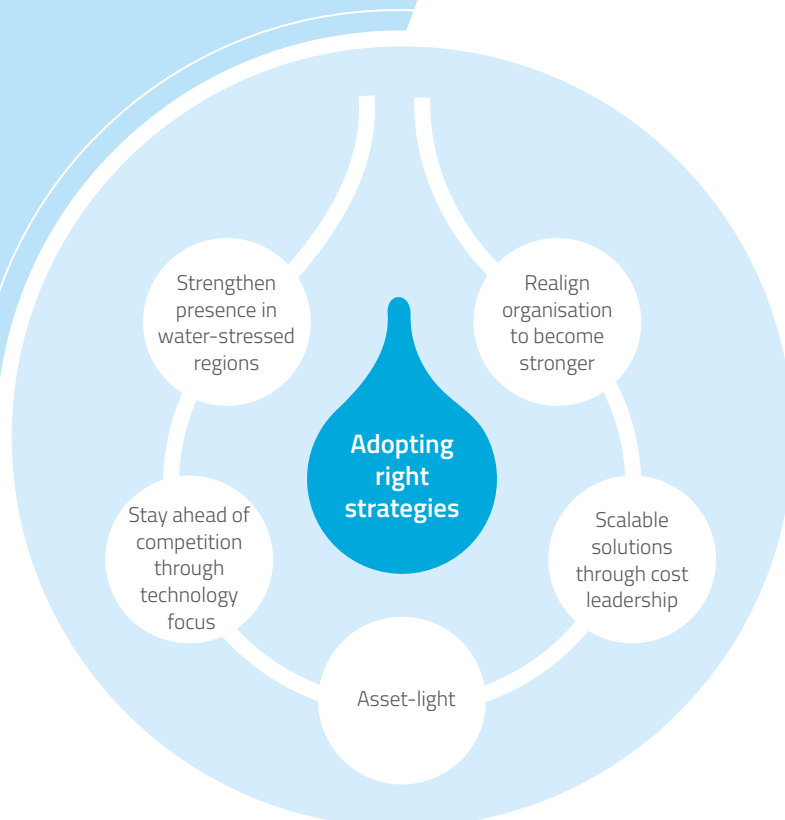 Strengthen
presence in
water-stressed
regions
Realign
organisation
to become
stronger
Adopting
right
strategies
Stay ahead of
competition
through
technology
focus
Scalable
solutions
through cost
leadership
Asset-light